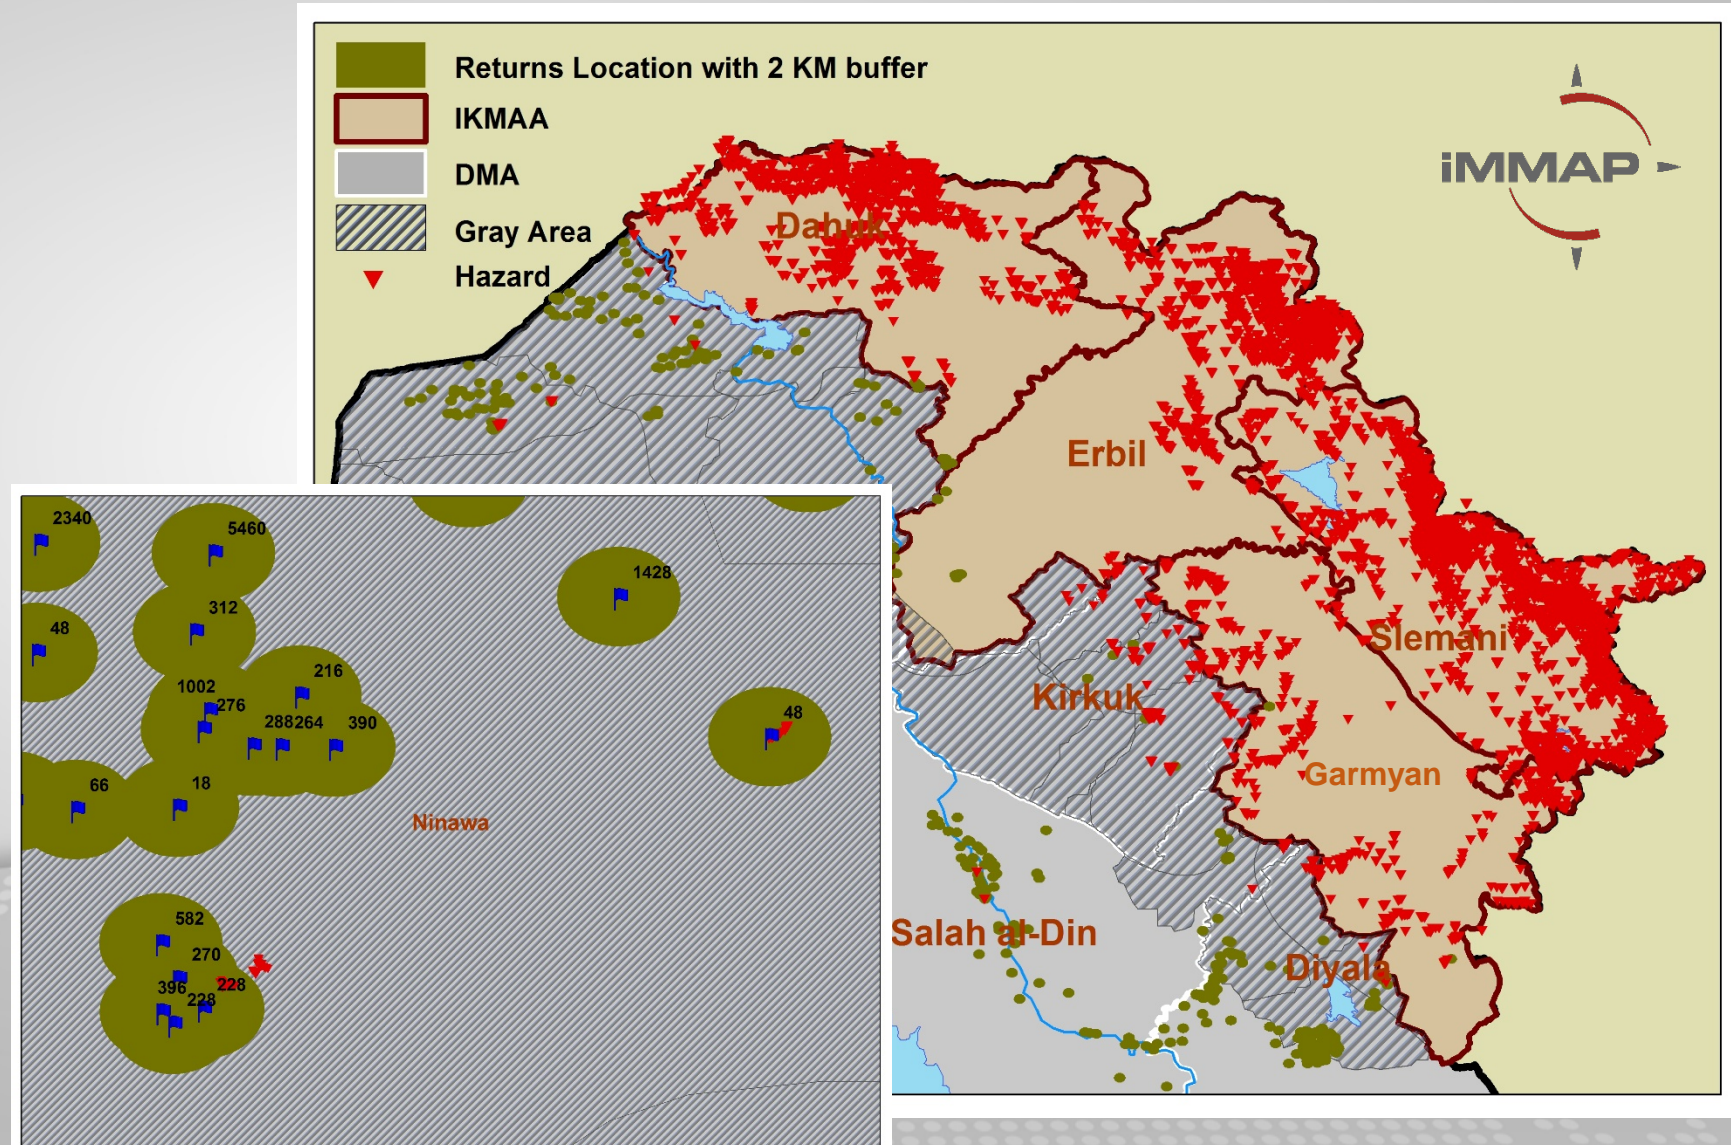 Returns Location with 2 KM buffer
IKMAA
DMA
Gray Area
Hazard
iMMAP
Dahuk
Erbil
Slemani
Kirkuk
Garmyan
Salah al-Din
Diyala
2340
5460
1428
312
48
216
1002
276
288
264
390
48
66
18
Ninawa
582
270
396
228
228